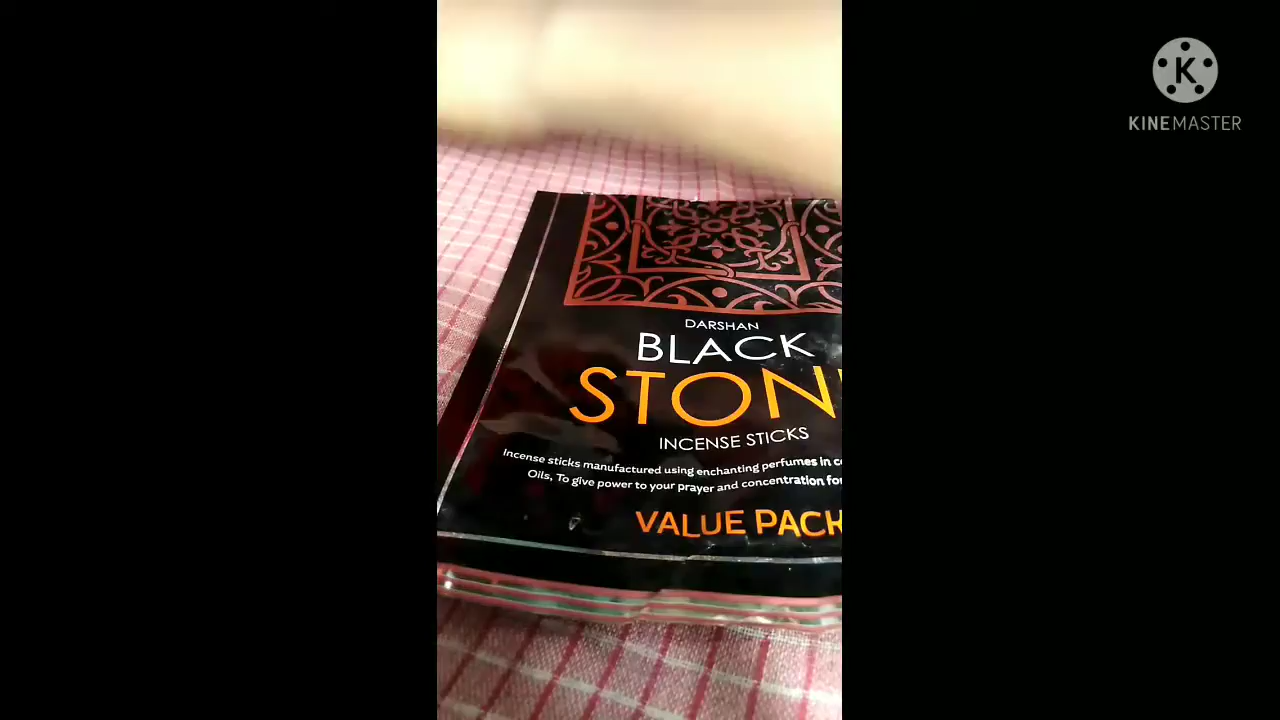 K
KINEMASTER
DARSHAN
BLACK
STON
INCENSE STICKS
Incense sticks manufactured using enchanting perfumes in c
Oils, To give power to your prayer and concentration fo
VALUE PACK